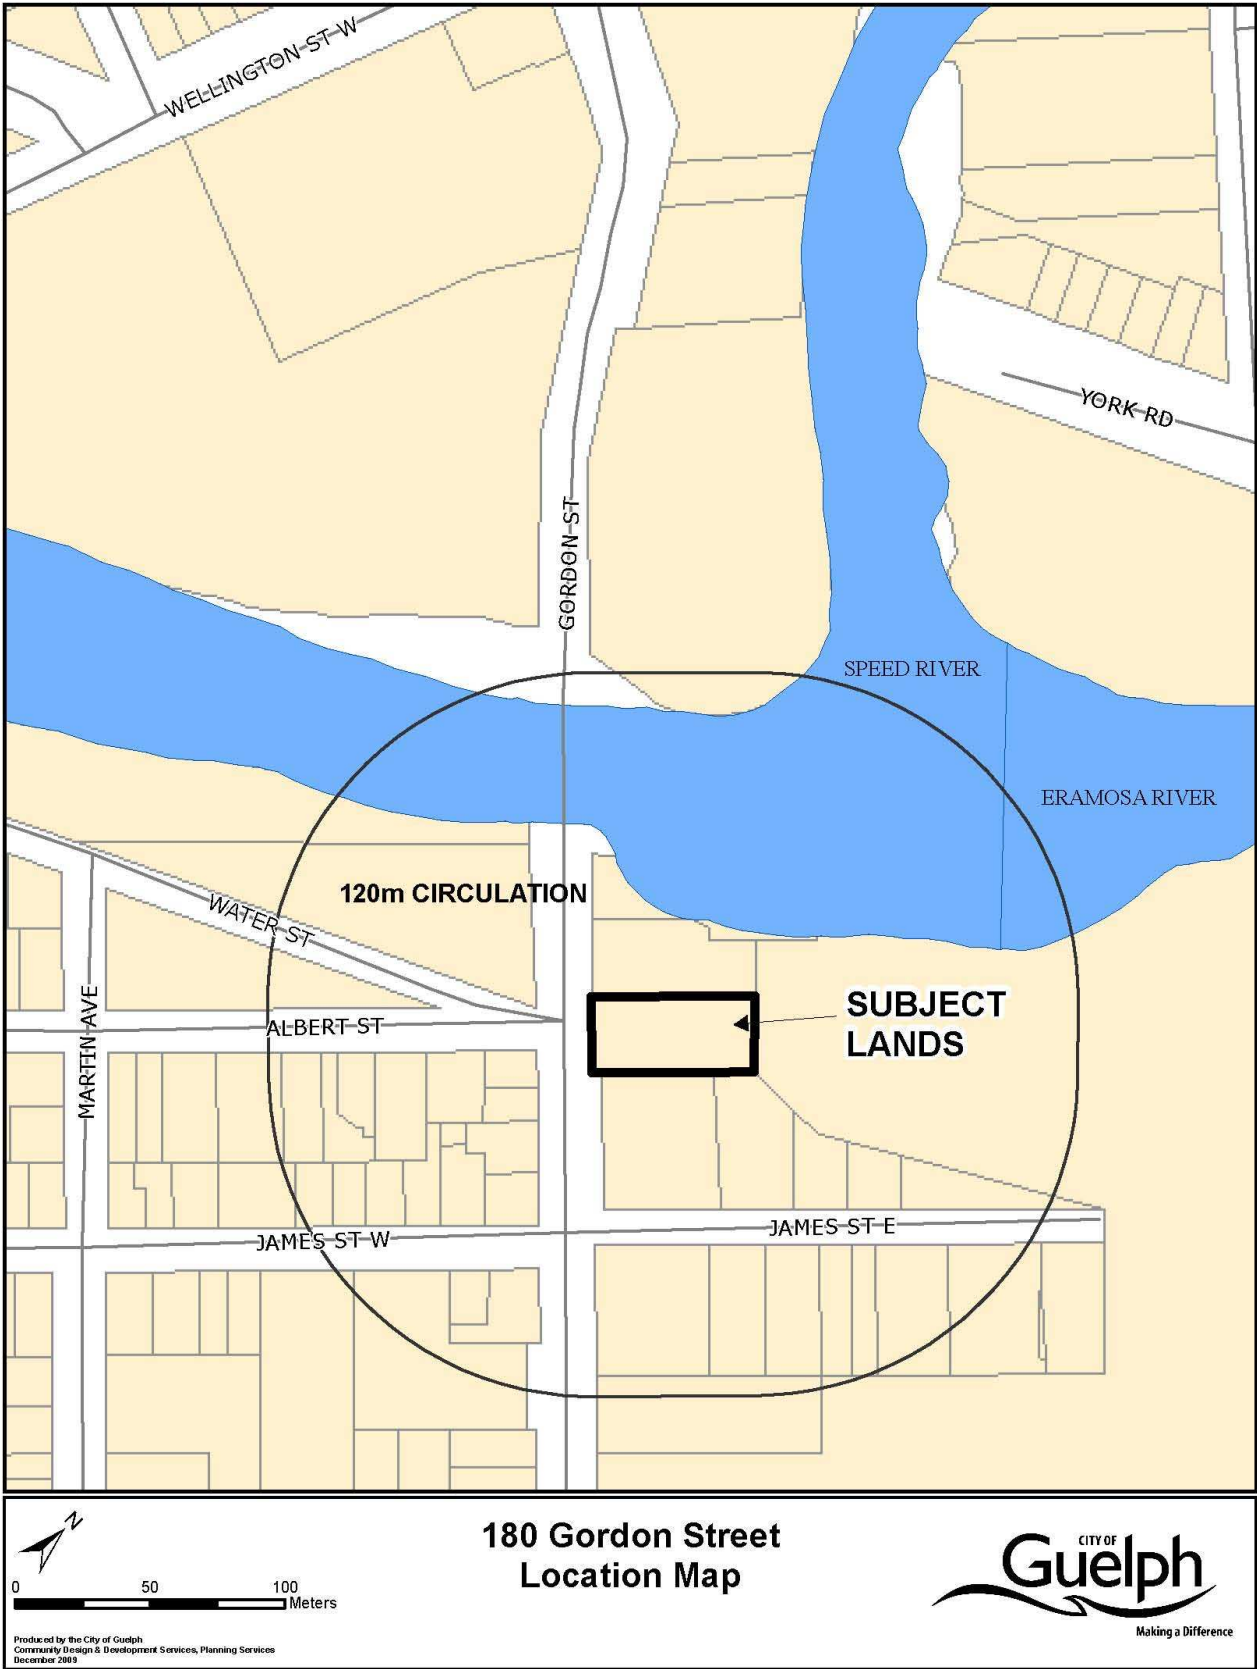 WELLINGTON ST W
YORK RD
GORDON ST
SPEED RIVER
ERAMOSA RIVER
120m CIRCULATION
WATER ST
MARTIN AVE
ALBERT ST
SUBJECT
LANDS
JAMES ST W
JAMES ST E
N
0 50 100
Meters
Produced by the City of Guelph
Community Design & Development Services, Planning Services
December 2009
180 Gordon Street
Location Map
CITY OF
Guelph
Making a Difference